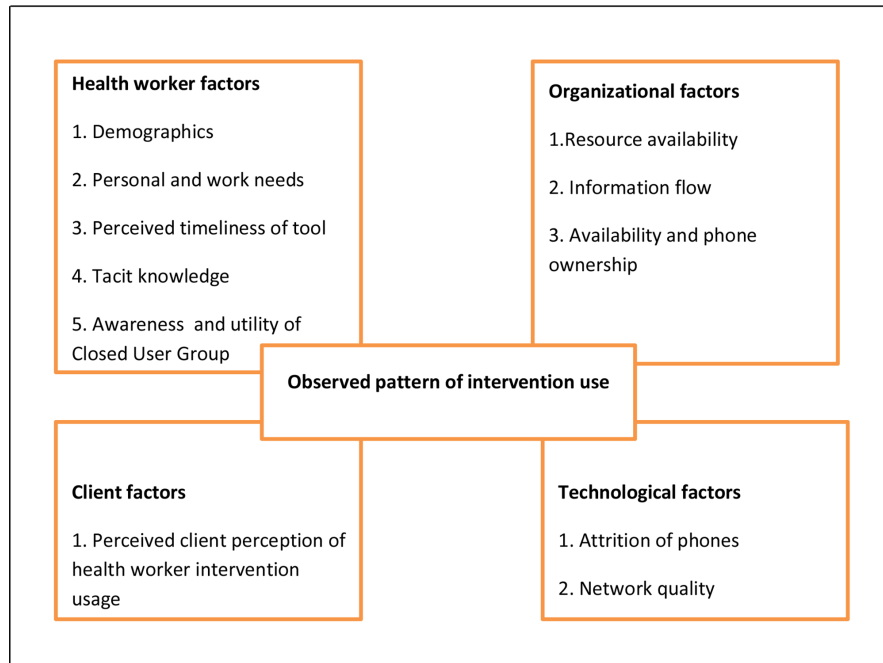 Health worker factors
1. Demographics
2. Personal and work needs
3. Perceived timeliness of tool
4. Tacit knowledge
5. Awareness  and utility of
Closed User Group
Organizational factors
1.Resource availability
2. Information flow
3. Availability and phone
ownership
Observed pattern of intervention use
Client factors
1. Perceived client perception of
health worker intervention
usage
Technological factors
1. Attrition of phones
2. Network quality